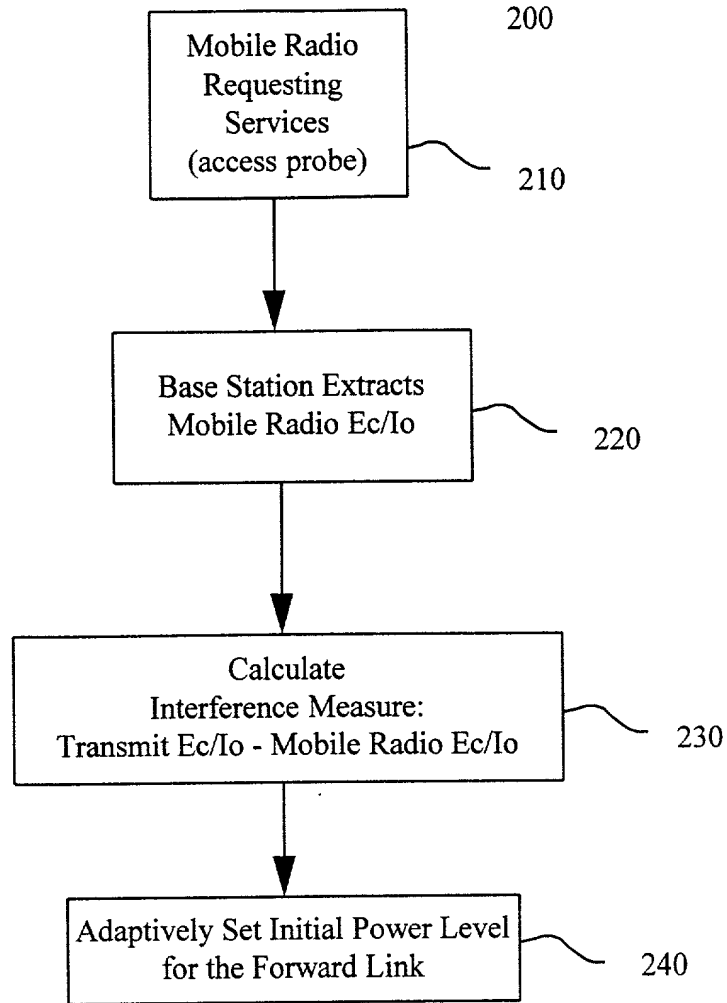 200
Mobile Radio
Requesting
Services
(access probe)
210
Base Station Extracts
Mobile Radio Ec/Io
220
Calculate
Interference Measure:
Transmit Ec/Io - Mobile Radio Ec/Io
230
Adaptively Set Initial Power Level
for the Forward Link
240